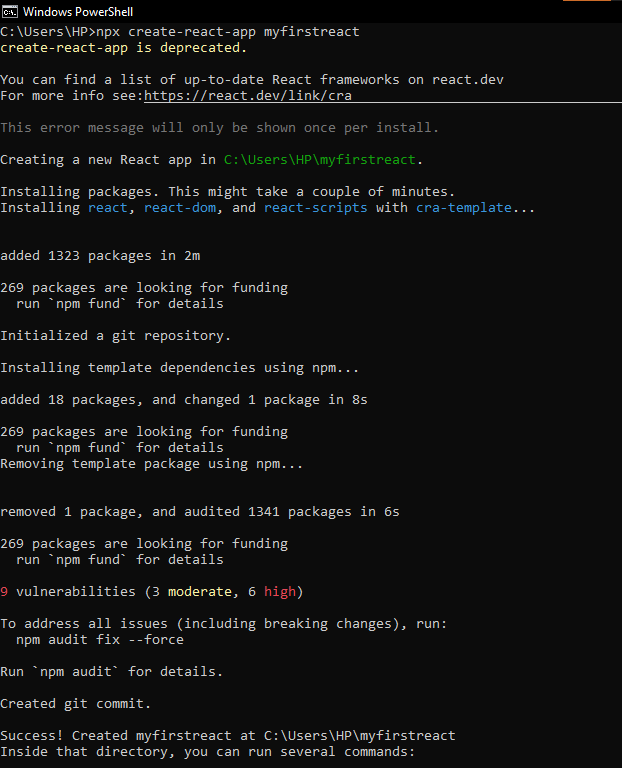 Windows PowerShell
C:\Users\HP>npx create-react-app myfirstreact
create-react-app is deprecated.
You can find a list of up-to-date React frameworks on react.dev
For more info see:https://react.dev/link/cra
This error message will only be shown once per install.
Creating a new React app in C:\Users\HP\myfirstreact.
Installing packages. This might take a couple of minutes.
Installing react, react-dom, and react-scripts with cra-template...
added 1323 packages in 2m
269 packages are looking for funding
  run `npm fund` for details
Initialized a git repository.
Installing template dependencies using npm...
added 18 packages, and changed 1 package in 8s
269 packages are looking for funding
  run `npm fund` for details
Removing template package using npm...
removed 1 package, and audited 1341 packages in 6s
269 packages are looking for funding
  run `npm fund` for details
9 vulnerabilities (3 moderate, 6 high)
To address all issues (including breaking changes), run:
  npm audit fix --force
Run `npm audit` for details.
Created git commit.
Success! Created myfirstreact at C:\Users\HP\myfirstreact
Inside that directory, you can run several commands: